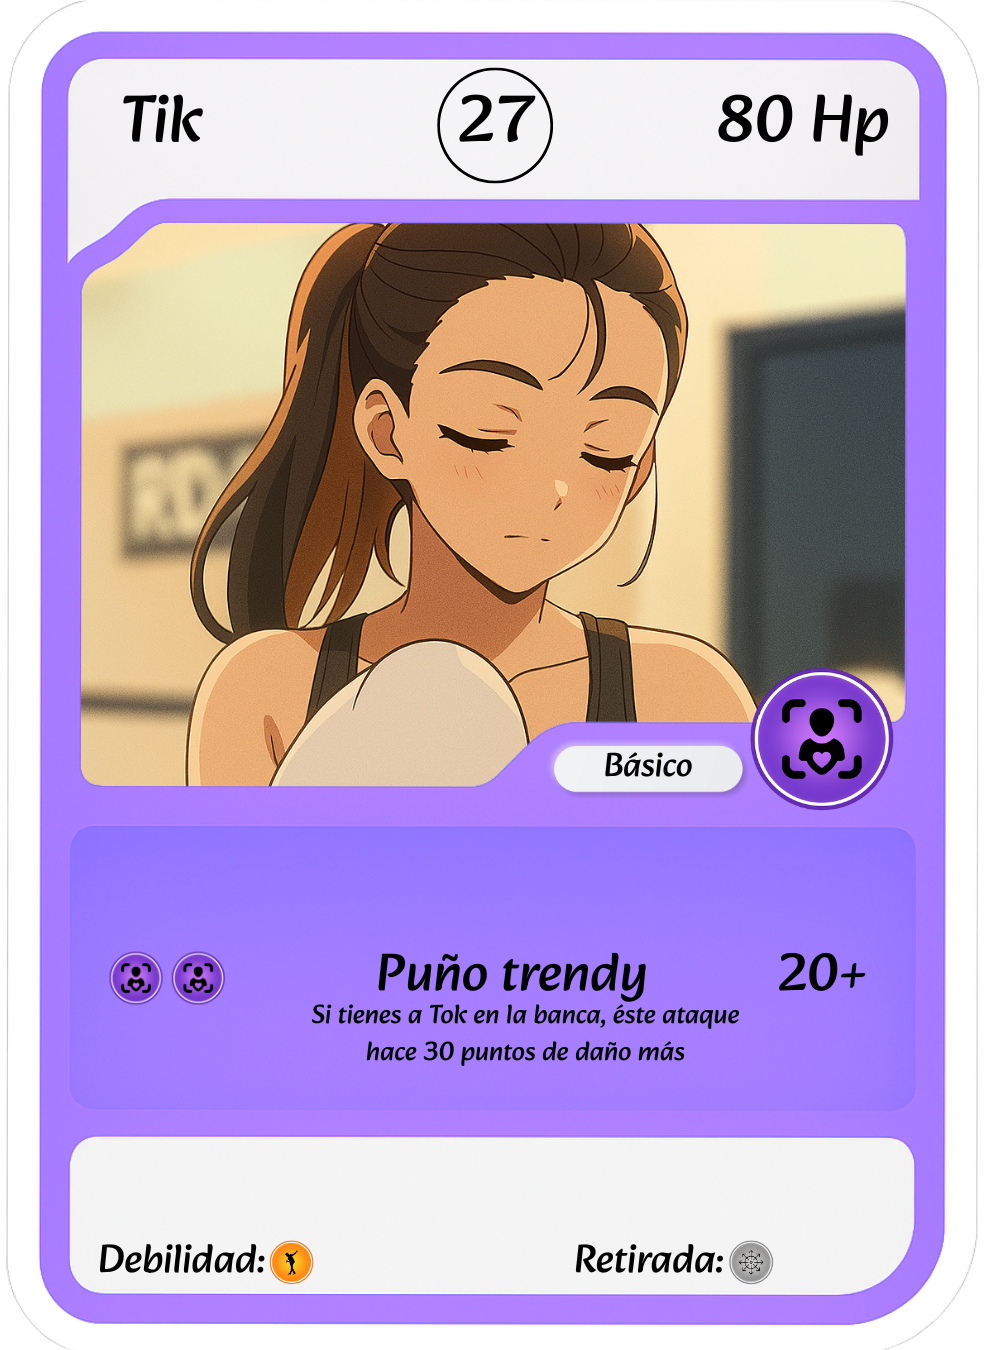 Tik 27 80 Hp
Básico
Puño trendy 20+
Si tienes a Tok en la banca, éste ataque
hace 30 puntos de daño más
Debilidad: Retirada: